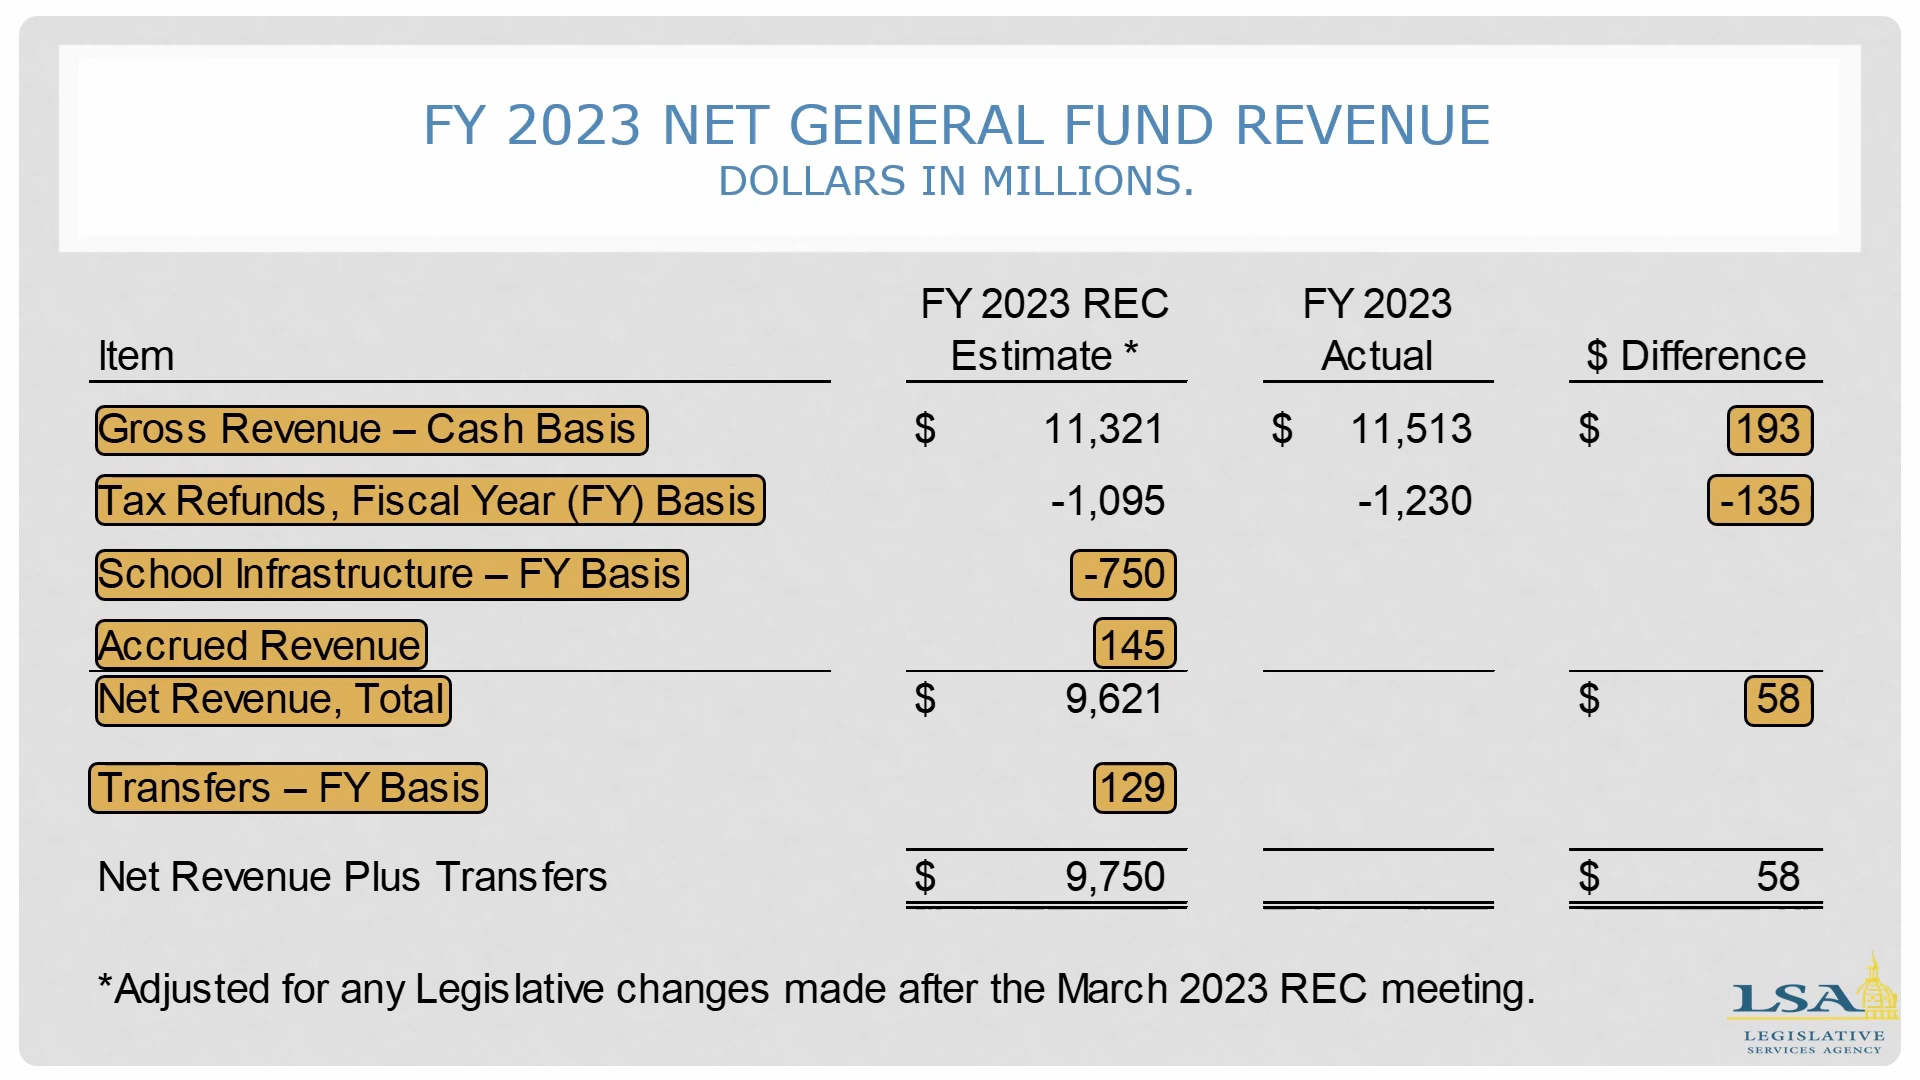 FY 2023 NET GENERAL FUND REVENUE
DOLLARS IN MILLIONS.
Item FY 2023 REC Estimate * FY 2023 Actual $ Difference
Gross Revenue – Cash Basis $ 11,321 $ 11,513 $ 193
Tax Refunds, Fiscal Year (FY) Basis -1,095 -1,230 -135
School Infrastructure – FY Basis -750
Accrued Revenue 145
Net Revenue, Total $ 9,621 $ 58
Transfers – FY Basis 129
Net Revenue Plus Transfers $ 9,750 $ 58
*Adjusted for any Legislative changes made after the March 2023 REC meeting.
LSA
LEGISLATIVE
SERVICES AGENCY